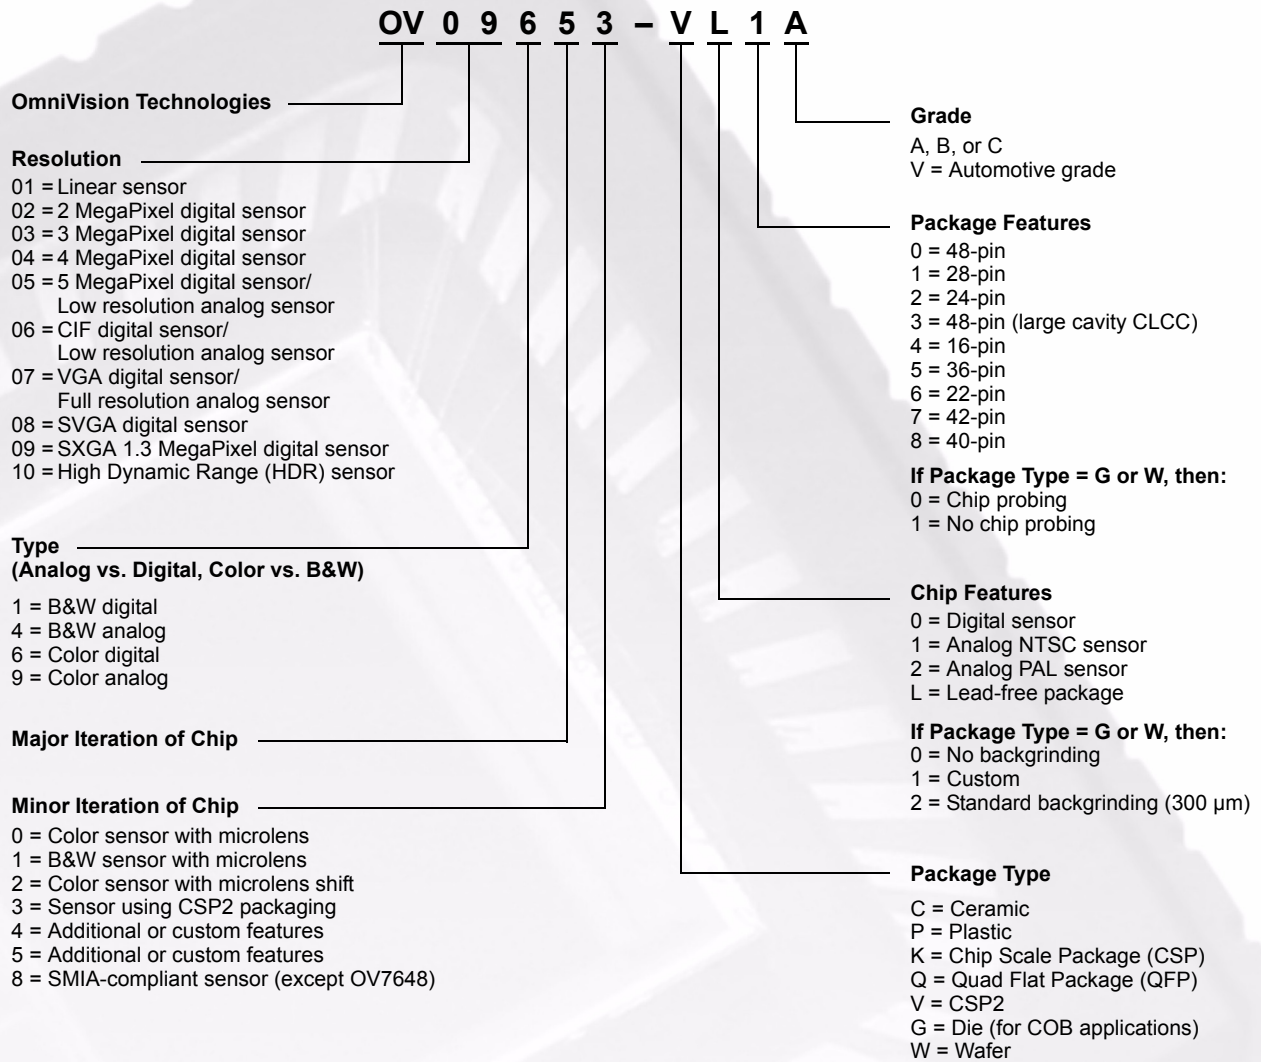 OV 0 9 6 5 3 – V L 1 A
OmniVision Technologies
Resolution
01 = Linear sensor
02 = 2 MegaPixel digital sensor
03 = 3 MegaPixel digital sensor
04 = 4 MegaPixel digital sensor
05 = 5 MegaPixel digital sensor/
Low resolution analog sensor
06 = CIF digital sensor/
Low resolution analog sensor
07 = VGA digital sensor/
Full resolution analog sensor
08 = SVGA digital sensor
09 = SXGA 1.3 MegaPixel digital sensor
10 = High Dynamic Range (HDR) sensor
Type
(Analog vs. Digital, Color vs. B&W)
1 = B&W digital
4 = B&W analog
6 = Color digital
9 = Color analog
Major Iteration of Chip
Minor Iteration of Chip
0 = Color sensor with microlens
1 = B&W sensor with microlens
2 = Color sensor with microlens shift
3 = Sensor using CSP2 packaging
4 = Additional or custom features
5 = Additional or custom features
8 = SMIA-compliant sensor (except OV7648)
Grade
A, B, or C
V = Automotive grade
Package Features
0 = 48-pin
1 = 28-pin
2 = 24-pin
3 = 48-pin (large cavity CLCC)
4 = 16-pin
5 = 36-pin
6 = 22-pin
7 = 42-pin
8 = 40-pin
If Package Type = G or W, then:
0 = Chip probing
1 = No chip probing
Chip Features
0 = Digital sensor
1 = Analog NTSC sensor
2 = Analog PAL sensor
L = Lead-free package
If Package Type = G or W, then:
0 = No backgrinding
1 = Custom
2 = Standard backgrinding (300 µm)
Package Type
C = Ceramic
P = Plastic
K = Chip Scale Package (CSP)
Q = Quad Flat Package (QFP)
V = CSP2
G = Die (for COB applications)
W = Wafer